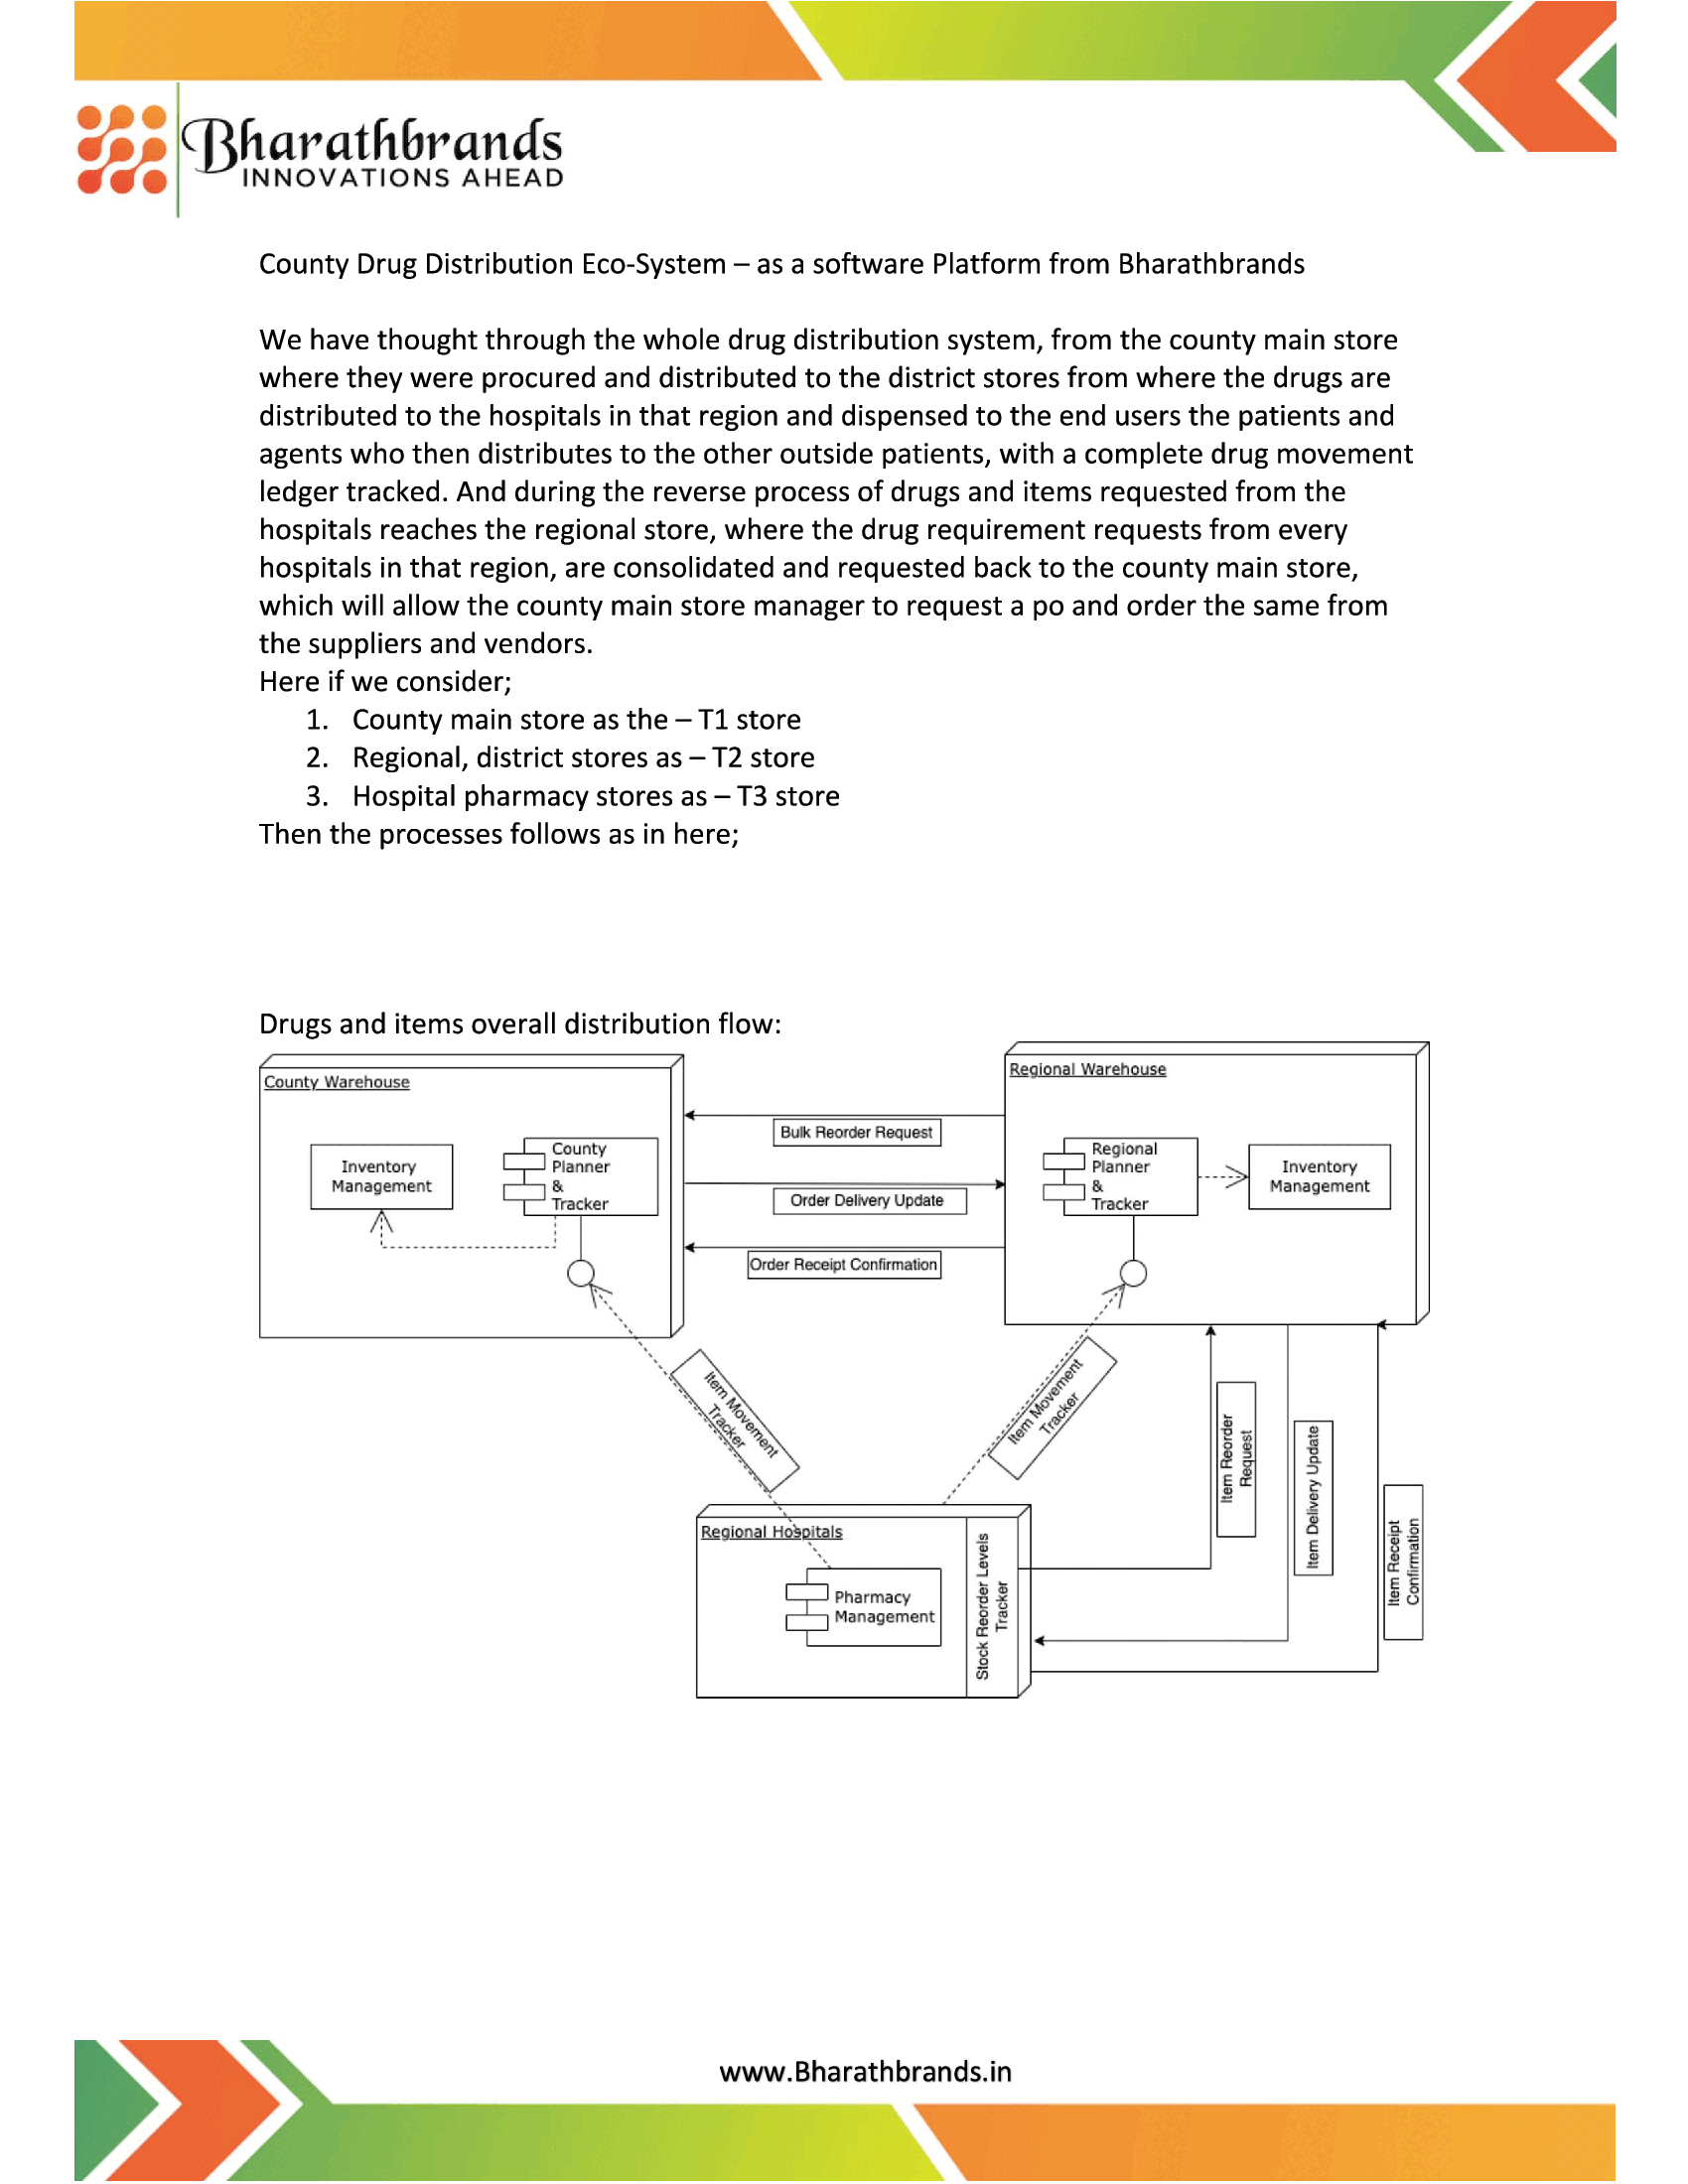 Bharathbrands
INNOVATIONS AHEAD
County Drug Distribution Eco-System – as a software Platform from Bharathbrands
We have thought through the whole drug distribution system, from the county main store
where they were procured and distributed to the district stores from where the drugs are
distributed to the hospitals in that region and dispensed to the end users the patients and
agents who then distributes to the other outside patients, with a complete drug movement
ledger tracked. And during the reverse process of drugs and items requested from the
hospitals reaches the regional store, where the drug requirement requests from every
hospitals in that region, are consolidated and requested back to the county main store,
which will allow the county main store manager to request a po and order the same from
the suppliers and vendors.
Here if we consider;
1. County main store as the – T1 store
2. Regional, district stores as – T2 store
3. Hospital pharmacy stores as – T3 store
Then the processes follows as in here;
Drugs and items overall distribution flow:
County Warehouse
Inventory
Management
County
Planner
&
Tracker
Bulk Reorder Request
Order Delivery Update
Order Receipt Confirmation
Regional Warehouse
Regional
Planner
&
Tracker
Inventory
Management
Item Movement
Tracker
Item Movement
Tracker
Item Reorder
Request
Item Delivery Update
Item Receipt
Confirmation
Regional Hospitals
Pharmacy
Management
Stock Reorder Levels
Tracker
www.Bharathbrands.in